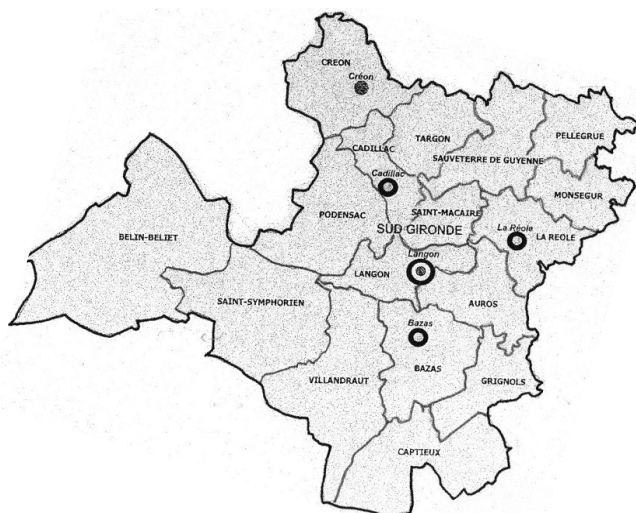 CREON
Créon
TARGON
CADILLAC
PELLEGRUE
SAUVETERRE DE GUYENNE
Cadillac
MONSEGUR
PODENSAC
SAINT-MACAIRE
La Réole
SUD GIRONDE
BELIN-BELIET
LA REOLE
Langon
LANGON
SAINT-SYMPHORIEN
AUROS
Bazas
BAZAS
VILLANDRAUT
GRIGNOLS
CAPTIEUX